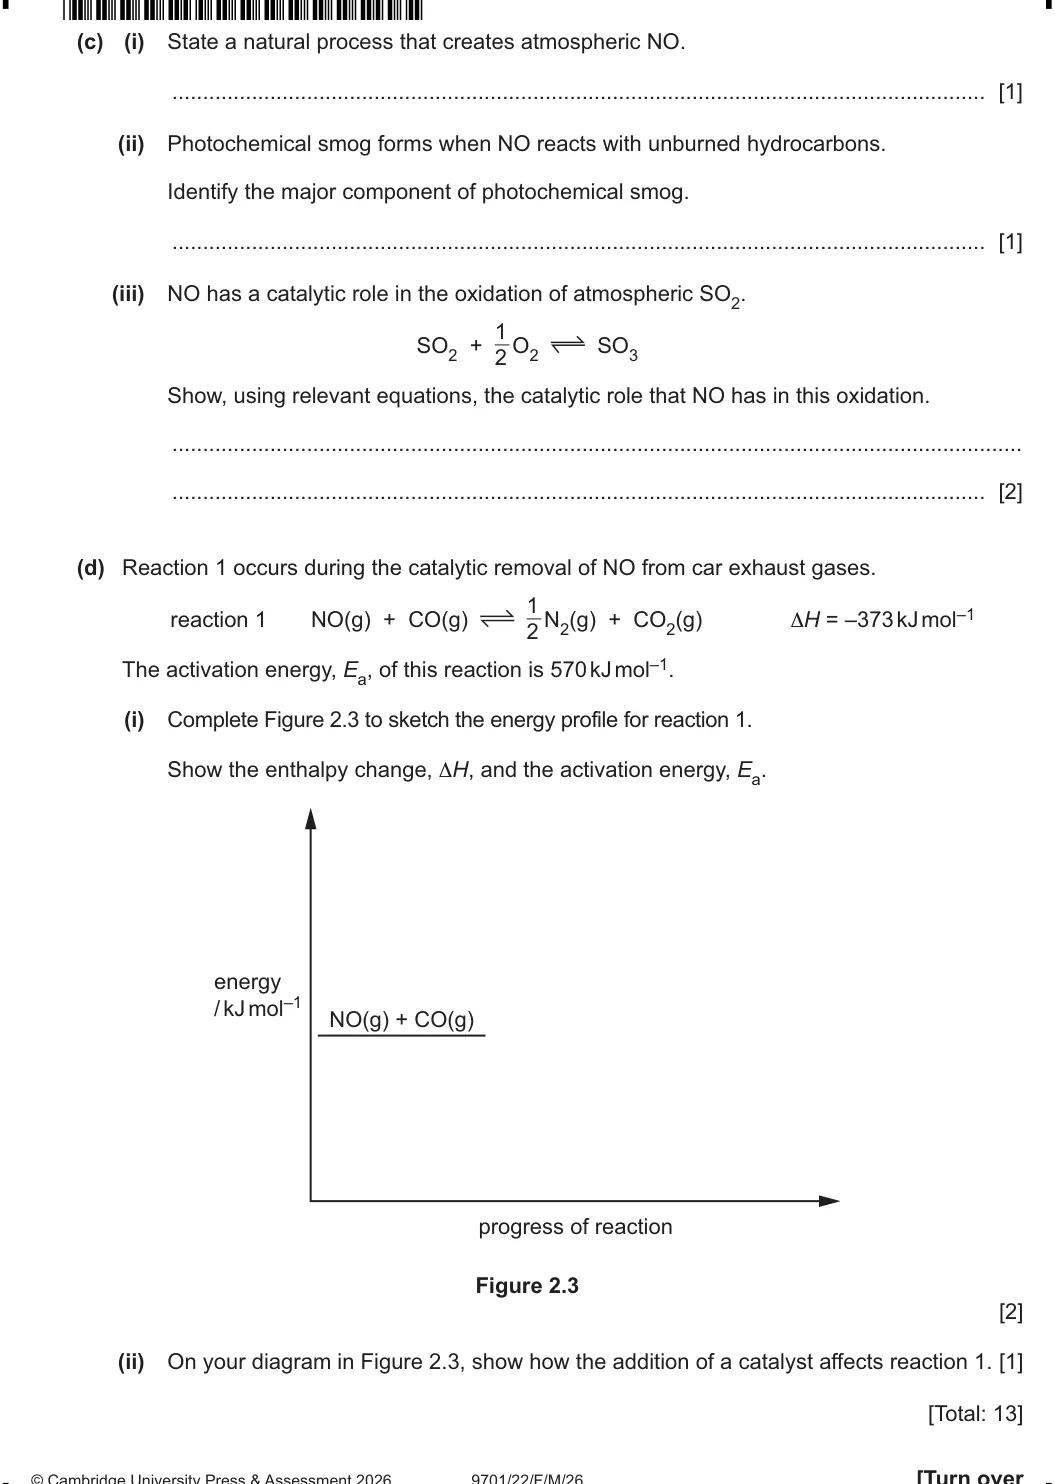 (c) (i) State a natural process that creates atmospheric NO.
.................................................................................................................................. [1]
(ii) Photochemical smog forms when NO reacts with unburned hydrocarbons.
Identify the major component of photochemical smog.
.................................................................................................................................. [1]
(iii) NO has a catalytic role in the oxidation of atmospheric SO₂.
SO₂ + 1/2 O₂ ⇌ SO₃
Show, using relevant equations, the catalytic role that NO has in this oxidation.
........................................................................................................................................
.................................................................................................................................. [2]
(d) Reaction 1 occurs during the catalytic removal of NO from car exhaust gases.
reaction 1 NO(g) + CO(g) ⇌ 1/2 N₂(g) + CO₂(g) ΔH = –373 kJ mol⁻¹
The activation energy, Eₐ, of this reaction is 570 kJ mol⁻¹.
(i) Complete Figure 2.3 to sketch the energy profile for reaction 1.
Show the enthalpy change, ΔH, and the activation energy, Eₐ.
energy
/ kJ mol⁻¹
NO(g) + CO(g)
progress of reaction
Figure 2.3
[2]
(ii) On your diagram in Figure 2.3, show how the addition of a catalyst affects reaction 1. [1]
[Total: 13]
© Cambridge University Press & Assessment 2026 9701/22/F/M/26 [Turn over